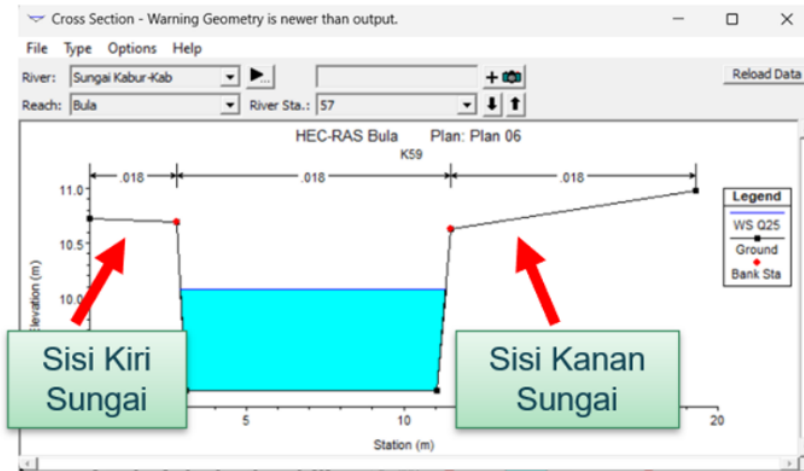 Cross Section - Warning Geometry is newer than output.
File Type Options Help
River: Sungai Kabur-Kab
Reload Data
Reach: Bula River Sta.: 57
HEC-RAS Bula Plan: Plan 06
K59
.018 .018 .018
11.0
10.5
10.0
Elevation (m)
Legend
WS Q25
Ground
Bank Sta
Sisi Kiri
Sungai
Sisi Kanan
Sungai
5 10 20
Station (m)